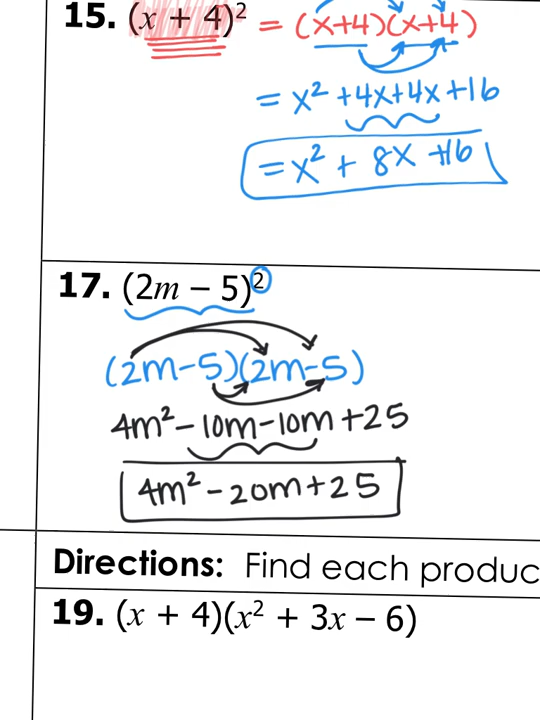 15. (x + 4)² = (x+4)(x+4)
= x² +4x+4x +16
= x² + 8x +16
17. (2m − 5)²
(2m-5)(2m-5)
4m² - 10m - 10m + 25
4m² - 20m + 25
Directions: Find each produc
19. (x + 4)(x² + 3x − 6)